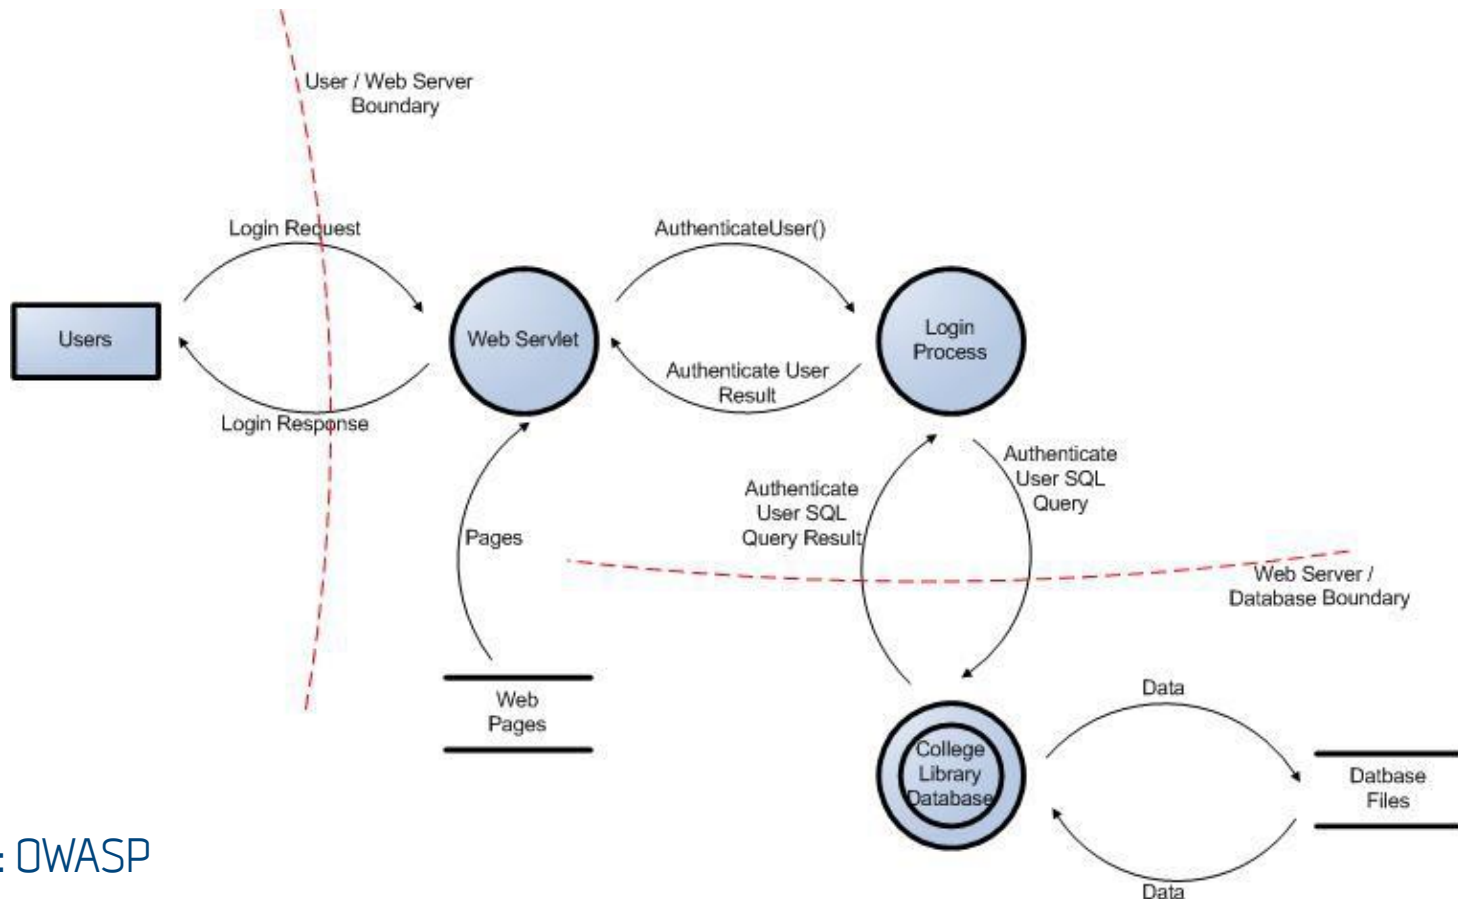 User / Web Server
Boundary
Login Request
AuthenticateUser()
Users
Web Servlet
Login
Process
Authenticate User
Result
Login Response
Authenticate
User SQL
Query
Authenticate
User SQL
Query Result
Pages
Web Server /
Database Boundary
Web
Pages
Data
College
Library
Database
Datbase
Files
: OWASP
Data